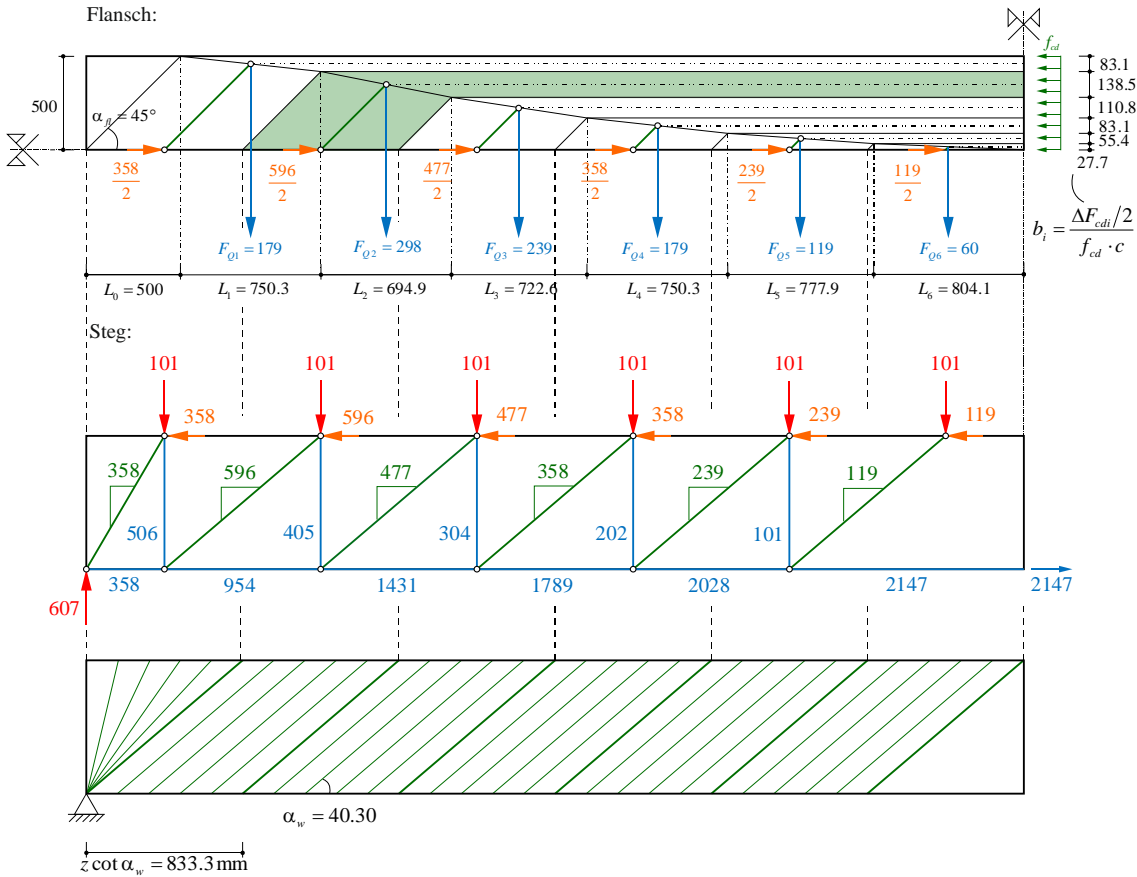 Flansch:
f_cd
83.1
138.5
110.8
83.1
55.4
27.7
500
α_fl = 45°
358/2
596/2
477/2
358/2
239/2
119/2
F_Q1 = 179
F_Q2 = 298
F_Q3 = 239
F_Q4 = 179
F_Q5 = 119
F_Q6 = 60
b_i = (ΔF_cdi/2)/(f_cd · c)
L_0 = 500
L_1 = 750.3
L_2 = 694.9
L_3 = 722.6
L_4 = 750.3
L_5 = 777.9
L_6 = 804.1
Steg:
101 101 101 101 101 101
358 596 477 358 239 119
358 596 477 358 239 119
506 405 304 202 101
358 954 1431 1789 2028 2147 2147
607
α_w = 40.30
z cot α_w = 833.3 mm